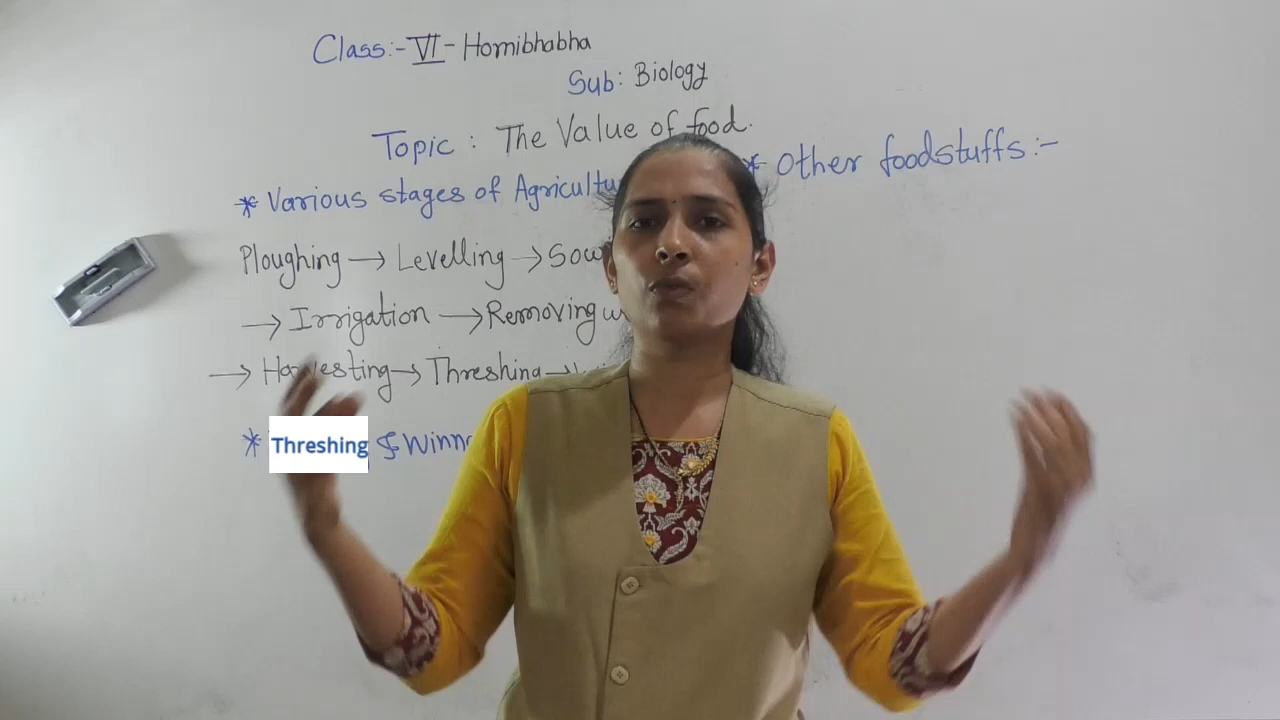 Class:- VI - Homibhabha
Sub: Biology
Topic : The Value of food.
* Various stages of Agricultu
* Other foodstuffs :-
Ploughing → Levelling → Sow
→ Irrigation → Removing w
→ Harvesting → Threshing →
* Threshing & Winno